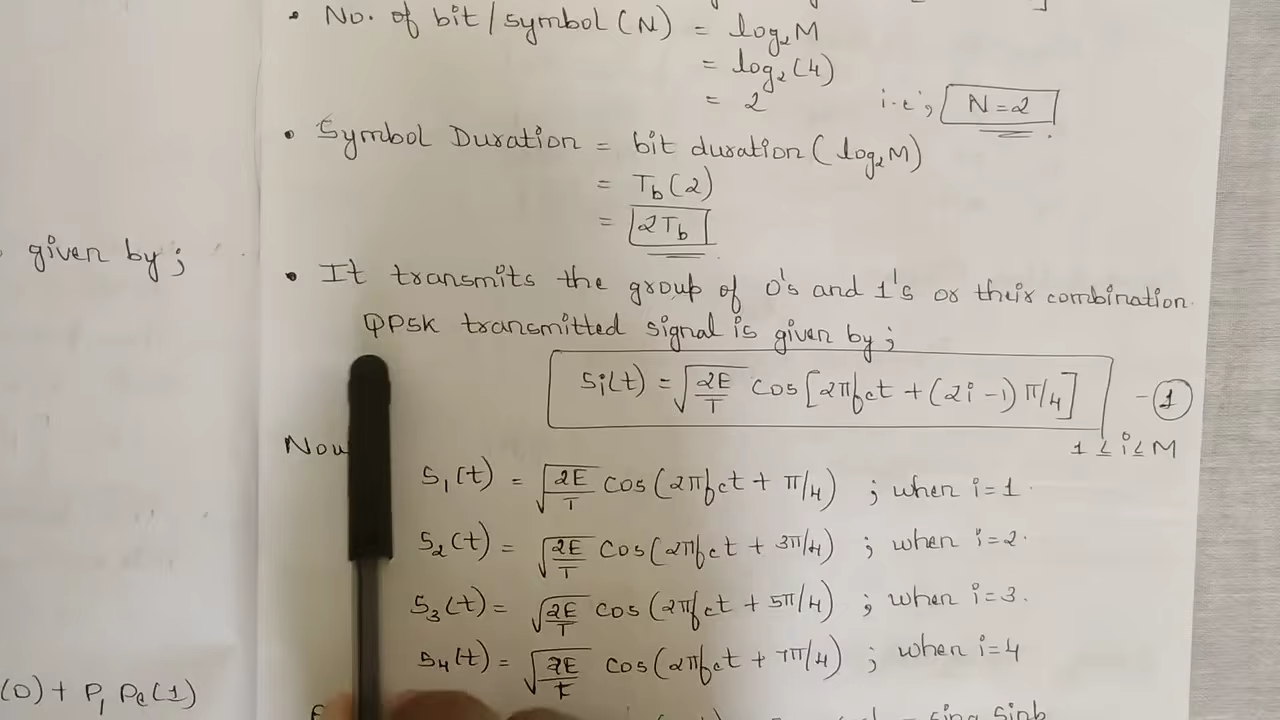 • No. of bit/symbol (N) = log₂M
= log₂(4)
= 2 i.e; N=2
• Symbol Duration = bit duration (log₂M)
= Tb(2)
= 2Tb
given by;
• It transmits the group of 0's and 1's or their combination.
QPSK transmitted signal is given by;
Si(t) = √(2E/T) cos[2πfct + (2i-1)π/4] - ①
1 ≤ i ≤ M
Now
S₁(t) = √(2E/T) cos(2πfct + π/4) ; when i=1.
S₂(t) = √(2E/T) cos(2πfct + 3π/4) ; when i=2.
S₃(t) = √(2E/T) cos(2πfct + 5π/4) ; when i=3.
S₄(t) = √(2E/T) cos(2πfct + 7π/4) ; when i=4
(0) + P₁ Pe(1)